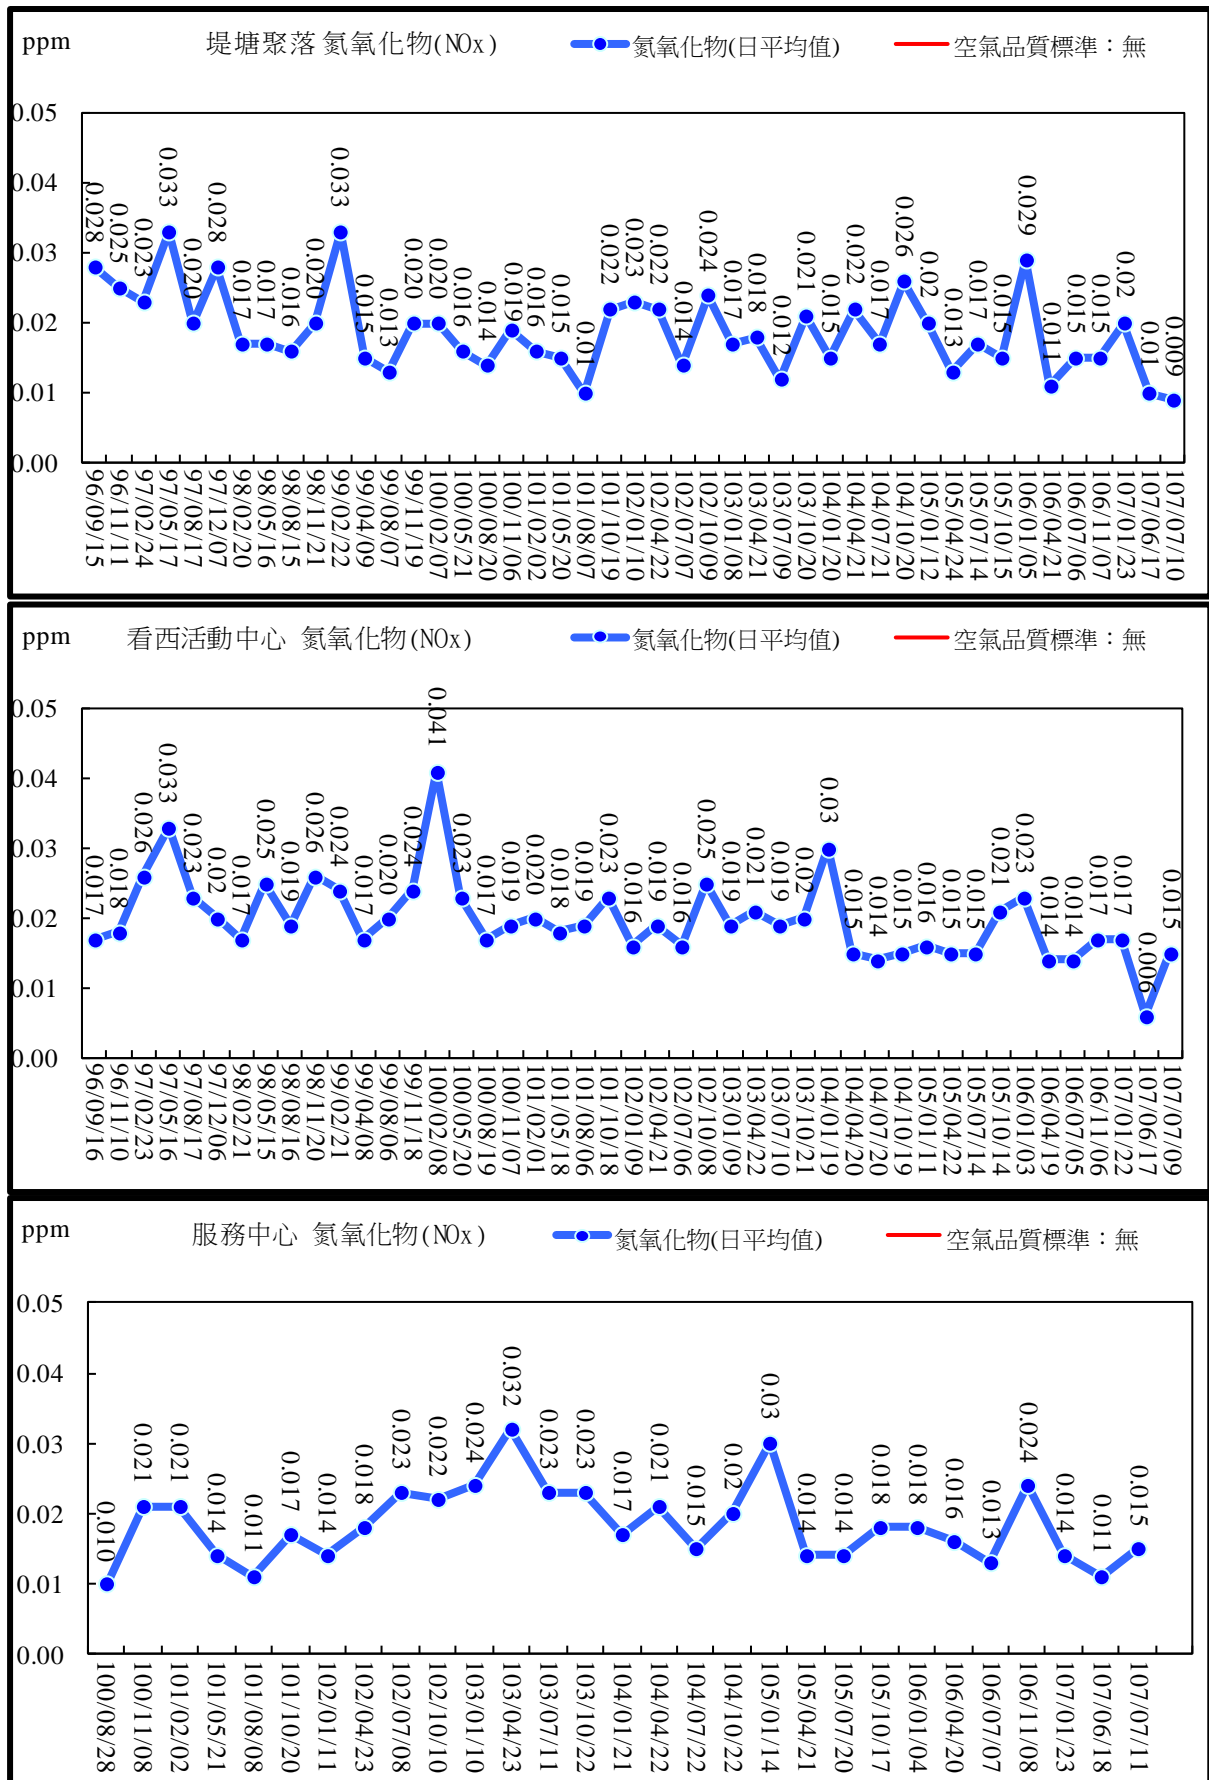 ppm 堤塘聚落 氮氧化物(NOx) 氮氧化物(日平均值) 空氣品質標準：無
0.05
0.04
0.03
0.02
0.01
0.00
0.028 0.025 0.023 0.033 0.020 0.028 0.017 0.017 0.016 0.020 0.033 0.015 0.013 0.020 0.020 0.016 0.014 0.019 0.016 0.015 0.01 0.022 0.023 0.022 0.014 0.024 0.017 0.018 0.012 0.021 0.015 0.022 0.017 0.026 0.02 0.013 0.017 0.015 0.029 0.011 0.015 0.015 0.02 0.01 0.009
96/09/15 96/11/11 97/02/24 97/05/17 97/08/17 97/12/07 98/02/20 98/05/16 98/08/15 98/11/21 99/02/22 99/04/09 99/08/07 99/11/19 100/02/07 100/05/21 100/08/20 100/11/06 101/02/02 101/05/20 101/08/07 101/10/19 102/01/10 102/04/22 102/07/07 102/10/09 103/01/08 103/04/21 103/07/09 103/10/20 104/01/20 104/04/21 104/07/21 104/10/20 105/01/12 105/04/24 105/07/14 105/10/15 106/01/05 106/04/21 106/07/06 106/11/07 107/01/23 107/06/17 107/07/10
ppm 看西活動中心 氮氧化物(NOx) 氮氧化物(日平均值) 空氣品質標準：無
0.05
0.04
0.03
0.02
0.01
0.00
0.017 0.018 0.026 0.033 0.023 0.02 0.017 0.025 0.019 0.026 0.024 0.017 0.020 0.024 0.041 0.023 0.017 0.019 0.020 0.018 0.019 0.023 0.016 0.019 0.016 0.025 0.019 0.021 0.019 0.02 0.03 0.015 0.014 0.015 0.016 0.015 0.015 0.021 0.023 0.014 0.014 0.017 0.017 0.006 0.015
96/09/16 96/11/10 97/02/23 97/05/16 97/08/17 97/12/06 98/02/21 98/05/15 98/08/16 98/11/20 99/02/21 99/04/08 99/08/06 99/11/18 100/02/08 100/05/20 100/08/19 100/11/07 101/02/01 101/05/18 101/08/06 101/10/18 102/01/09 102/04/21 102/07/06 102/10/08 103/01/09 103/04/22 103/07/10 103/10/21 104/01/19 104/04/20 104/07/20 104/10/19 105/01/11 105/04/22 105/07/14 105/10/14 106/01/03 106/04/19 106/07/05 106/11/06 107/01/22 107/06/17 107/07/09
ppm 服務中心 氮氧化物(NOx) 氮氧化物(日平均值) 空氣品質標準：無
0.05
0.04
0.03
0.02
0.01
0.00
0.010 0.021 0.021 0.014 0.011 0.017 0.014 0.018 0.023 0.022 0.024 0.032 0.023 0.023 0.017 0.021 0.015 0.02 0.03 0.014 0.014 0.018 0.018 0.016 0.013 0.024 0.014 0.011 0.015
100/08/28 100/11/08 101/02/02 101/05/21 101/08/08 101/10/20 102/01/11 102/04/23 102/07/08 102/10/10 103/01/10 103/04/23 103/07/11 103/10/22 104/01/21 104/04/22 104/07/22 104/10/22 105/01/14 105/04/21 105/07/20 105/10/17 106/01/04 106/04/20 106/07/07 106/11/08 107/01/23 107/06/18 107/07/11